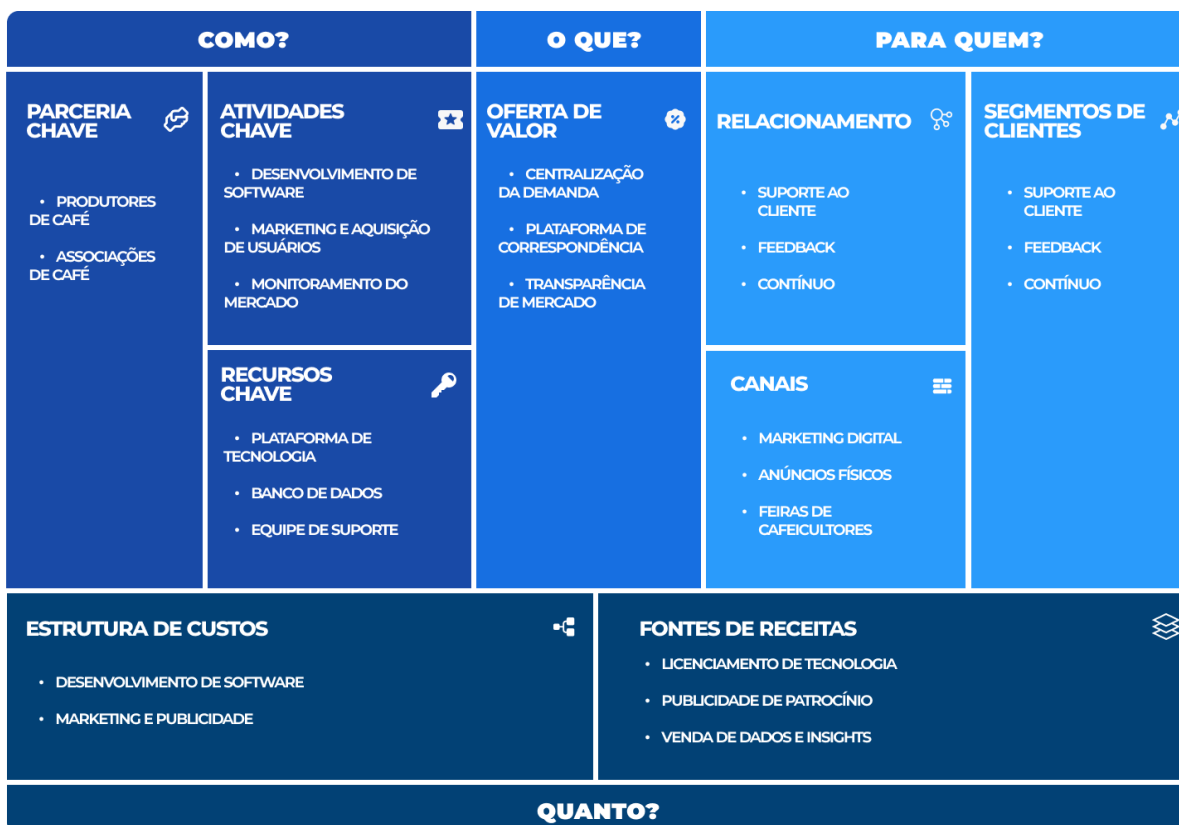 COMO?
O QUE?
PARA QUEM?
PARCERIA
CHAVE
• PRODUTORES
DE CAFÉ
• ASSOCIAÇÕES
DE CAFÉ
ATIVIDADES
CHAVE
• DESENVOLVIMENTO DE
SOFTWARE
• MARKETING E AQUISIÇÃO
DE USUÁRIOS
• MONITORAMENTO DO
MERCADO
RECURSOS
CHAVE
• PLATAFORMA DE
TECNOLOGIA
• BANCO DE DADOS
• EQUIPE DE SUPORTE
OFERTA DE
VALOR
• CENTRALIZAÇÃO
DA DEMANDA
• PLATAFORMA DE
CORRESPONDÊNCIA
• TRANSPARÊNCIA
DE MERCADO
RELACIONAMENTO
• SUPORTE AO
CLIENTE
• FEEDBACK
• CONTÍNUO
CANAIS
• MARKETING DIGITAL
• ANÚNCIOS FÍSICOS
• FEIRAS DE
CAFEICULTORES
SEGMENTOS DE
CLIENTES
• SUPORTE AO
CLIENTE
• FEEDBACK
• CONTÍNUO
ESTRUTURA DE CUSTOS
• DESENVOLVIMENTO DE SOFTWARE
• MARKETING E PUBLICIDADE
FONTES DE RECEITAS
• LICENCIAMENTO DE TECNOLOGIA
• PUBLICIDADE DE PATROCÍNIO
• VENDA DE DADOS E INSIGHTS
QUANTO?